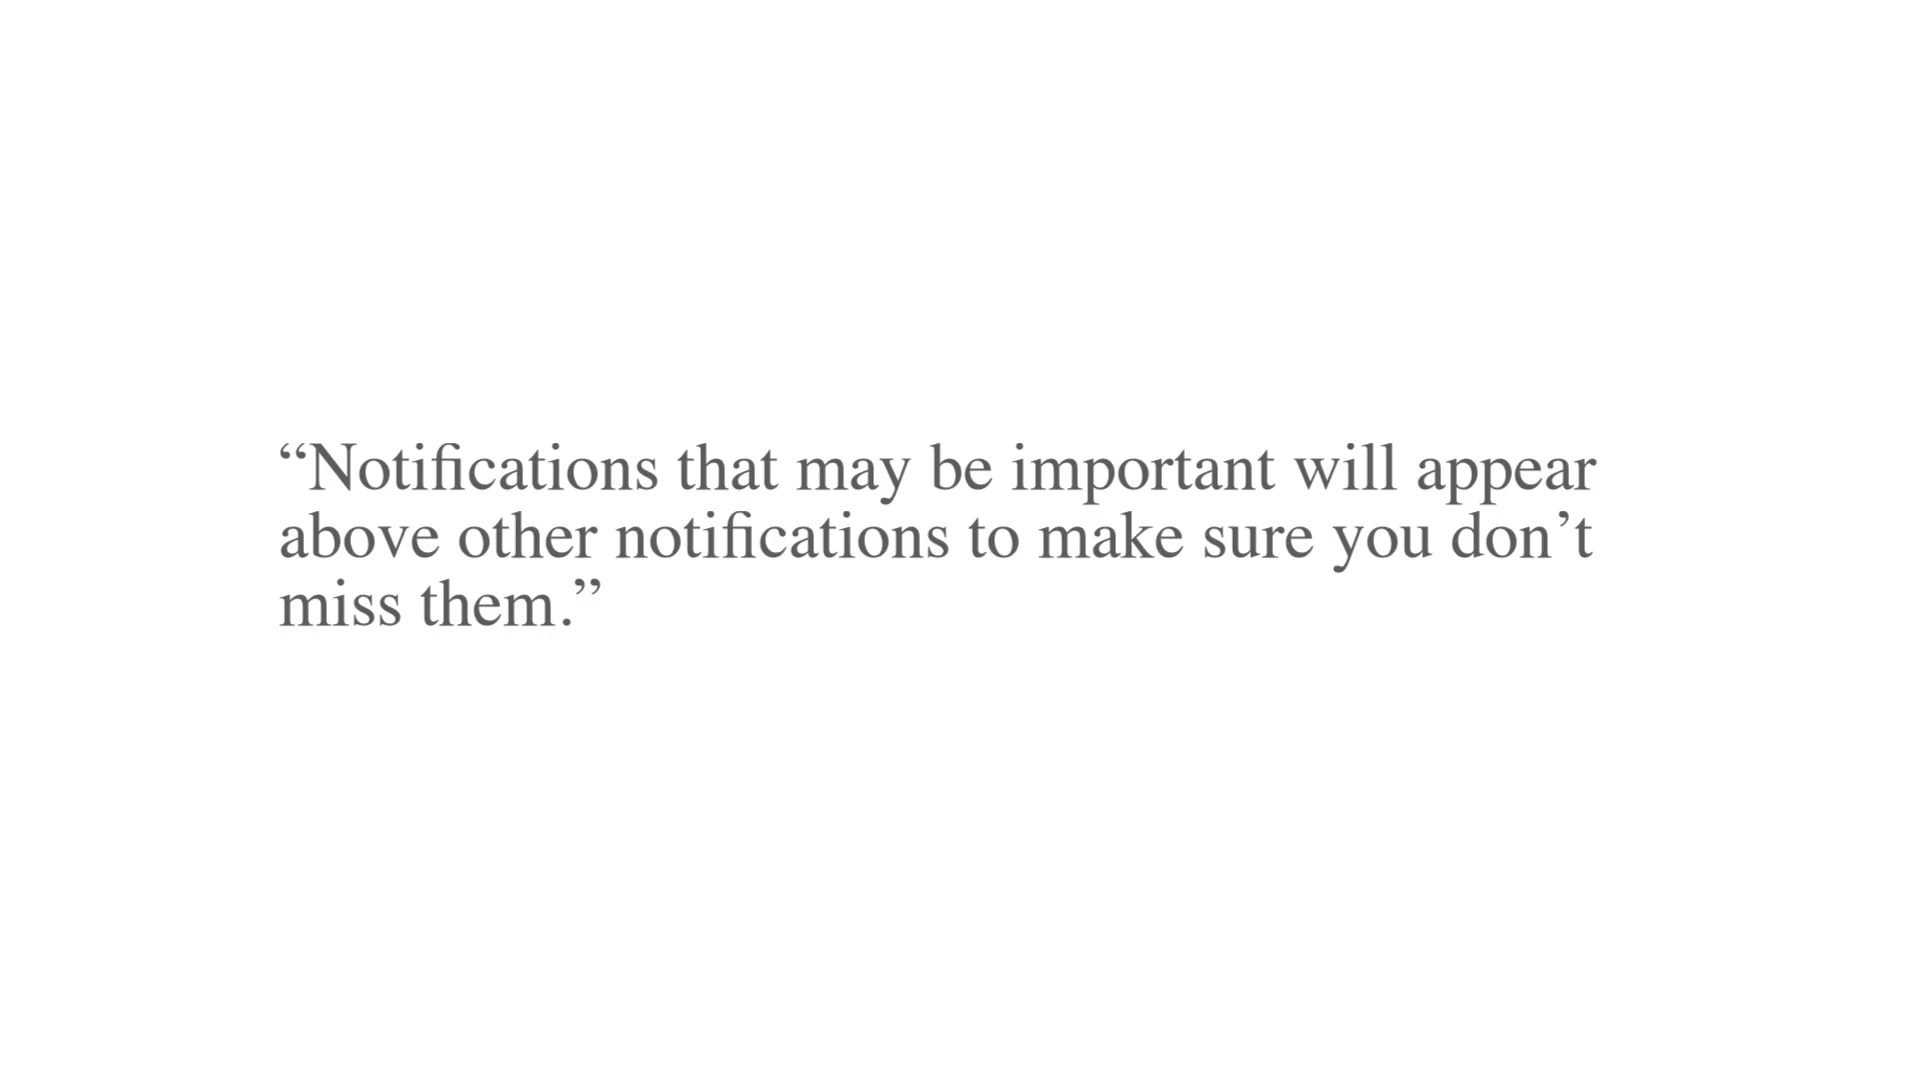 “Notifications that may be important will appear
above other notifications to make sure you don’t
miss them.”